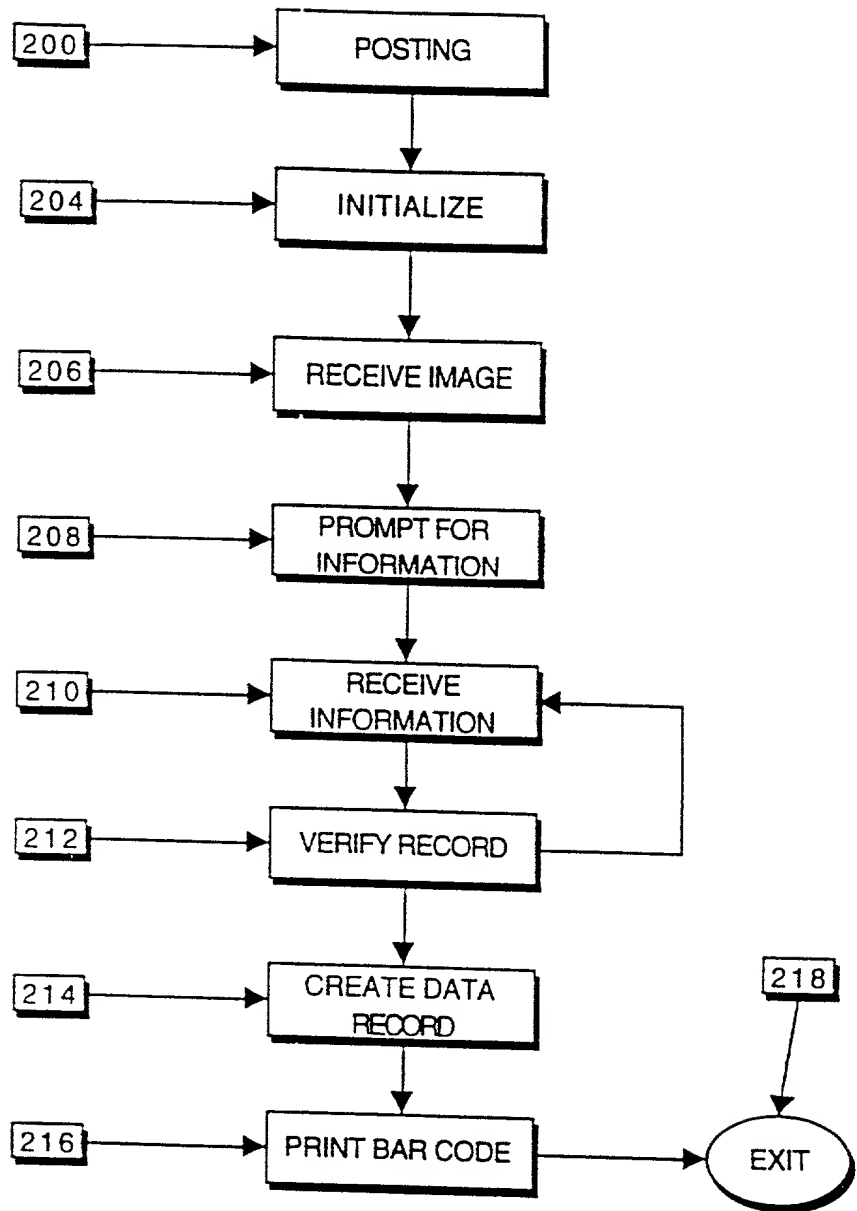 200
POSTING
204
INITIALIZE
206
RECEIVE IMAGE
208
PROMPT FOR
INFORMATION
210
RECEIVE
INFORMATION
212
VERIFY RECORD
214
CREATE DATA
RECORD
218
216
PRINT BAR CODE
EXIT